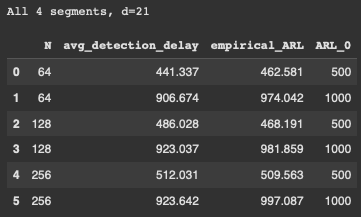 All 4 segments, d=21
N avg_detection_delay empirical_ARL ARL_0
0 64 441.337 462.581 500
1 64 906.674 974.042 1000
2 128 486.028 468.191 500
3 128 923.037 981.859 1000
4 256 512.031 509.563 500
5 256 923.642 997.087 1000